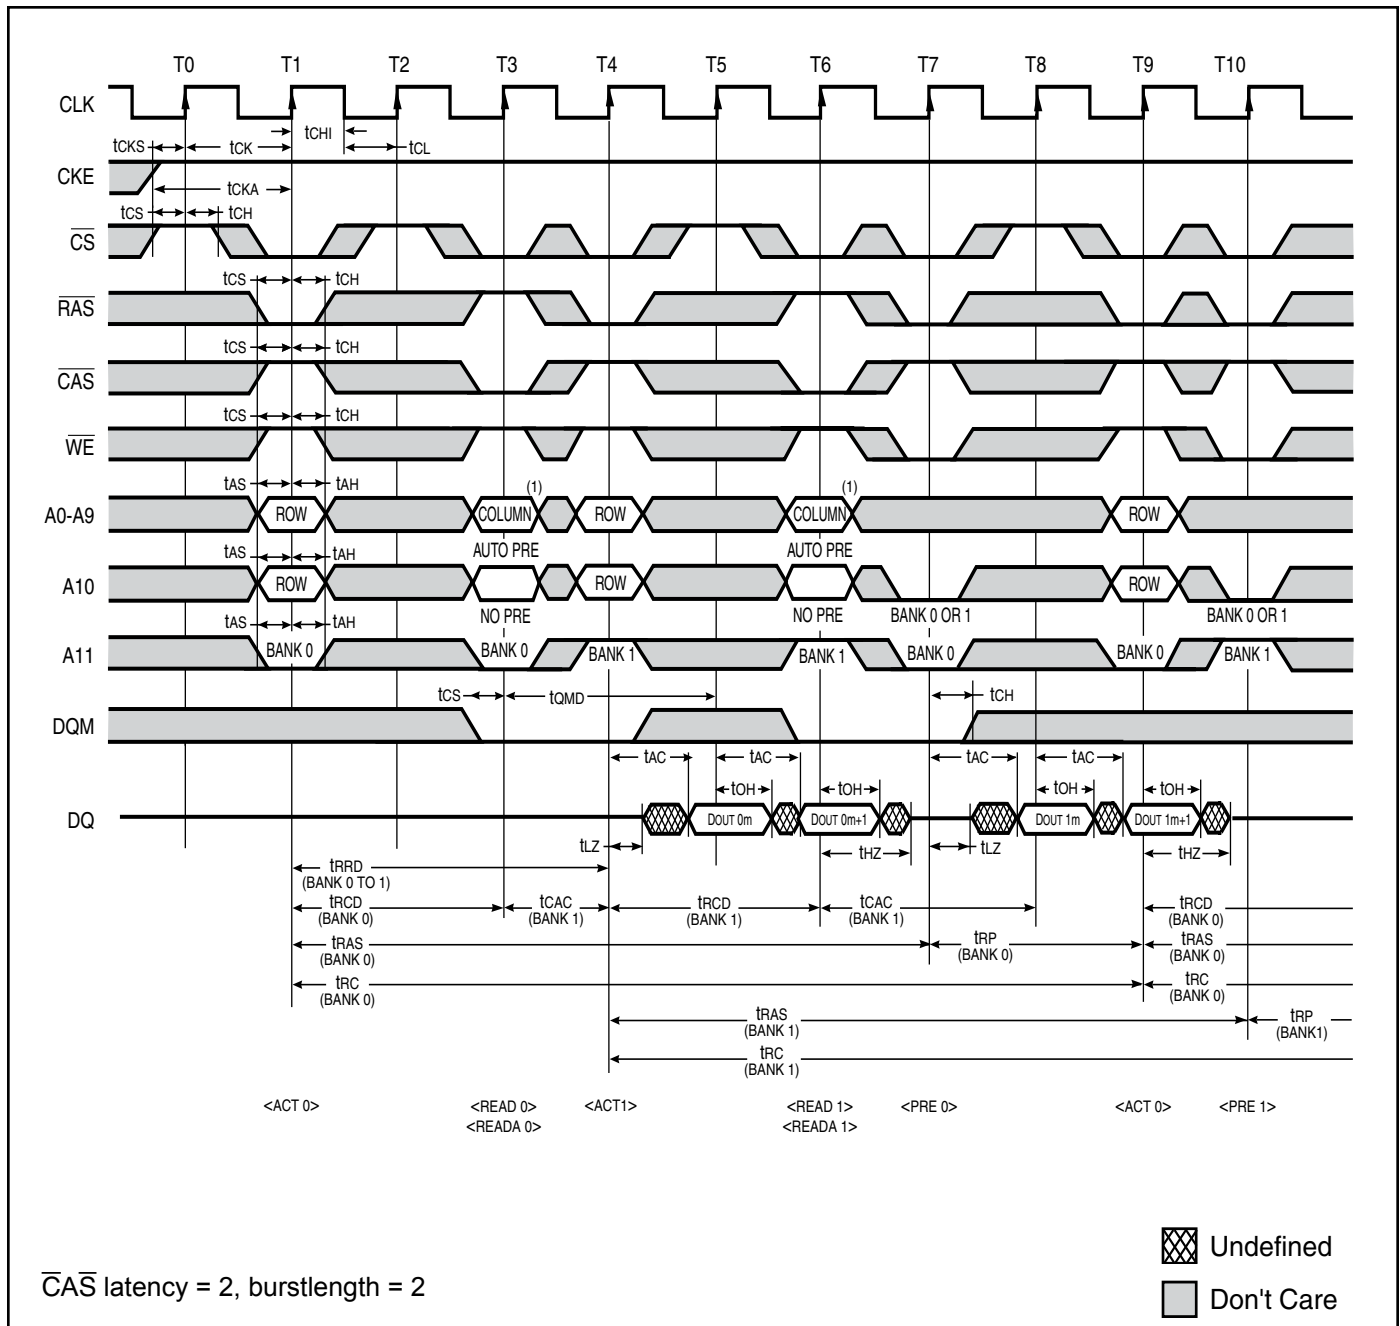 T0 T1 T2 T3 T4 T5 T6 T7 T8 T9 T10
CLK
tCHI
tCKS tCK tCL
CKE
tCKA
tCS tCH
CS
tCS tCH
RAS
tCS tCH
CAS
tCS tCH
WE
tAS tAH (1) (1)
A0-A9 ROW COLUMN ROW COLUMN ROW
tAS tAH AUTO PRE AUTO PRE
A10 ROW ROW ROW
NO PRE NO PRE BANK 0 OR 1 BANK 0 OR 1
tAS tAH
A11 BANK 0 BANK 0 BANK 1 BANK 1 BANK 0 BANK 0 BANK 1
tCS tQMD tCH
DQM
tAC tAC tAC tAC
tOH tOH tOH tOH
DQ DOUT 0m DOUT 0m+1 DOUT 1m DOUT 1m+1
tLZ tHZ tLZ tHZ
tRRD
(BANK 0 TO 1)
tRCD tCAC tRCD tCAC tRCD
(BANK 0) (BANK 1) (BANK 1) (BANK 1) (BANK 0)
tRAS tRP tRAS
(BANK 0) (BANK 0) (BANK 0)
tRC tRC
(BANK 0) (BANK 0)
tRAS tRP
(BANK 1) (BANK1)
tRC
(BANK 1)
<ACT 0> <READ 0> <ACT1> <READ 1> <PRE 0> <ACT 0> <PRE 1>
<READA 0> <READA 1>
Undefined
CAS latency = 2, burstlength = 2
Don't Care